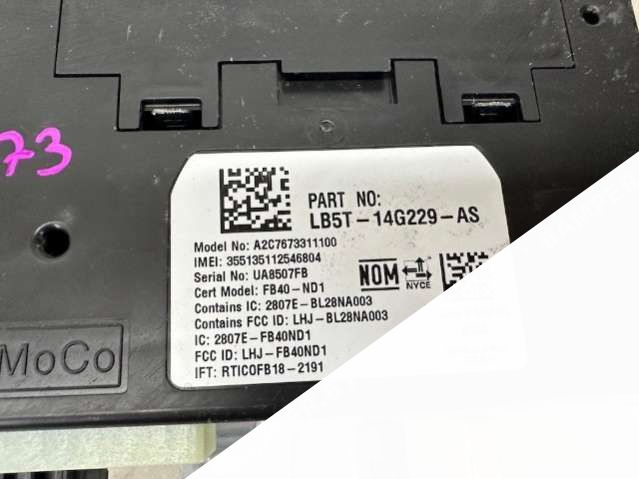 73
PART NO:
LB5T-14G229-AS
Model No: A2C7673311100
IMEI: 355135112546804
Serial No: UA8507FB
Cert Model: FB40-ND1
Contains IC: 2807E-BL28NA003
Contains FCC ID: LHJ-BL28NA003
IC: 2807E-FB40ND1
FCC ID: LHJ-FB40ND1
IFT: RTICOFB18-2191
NOM
NYCE
MoCo